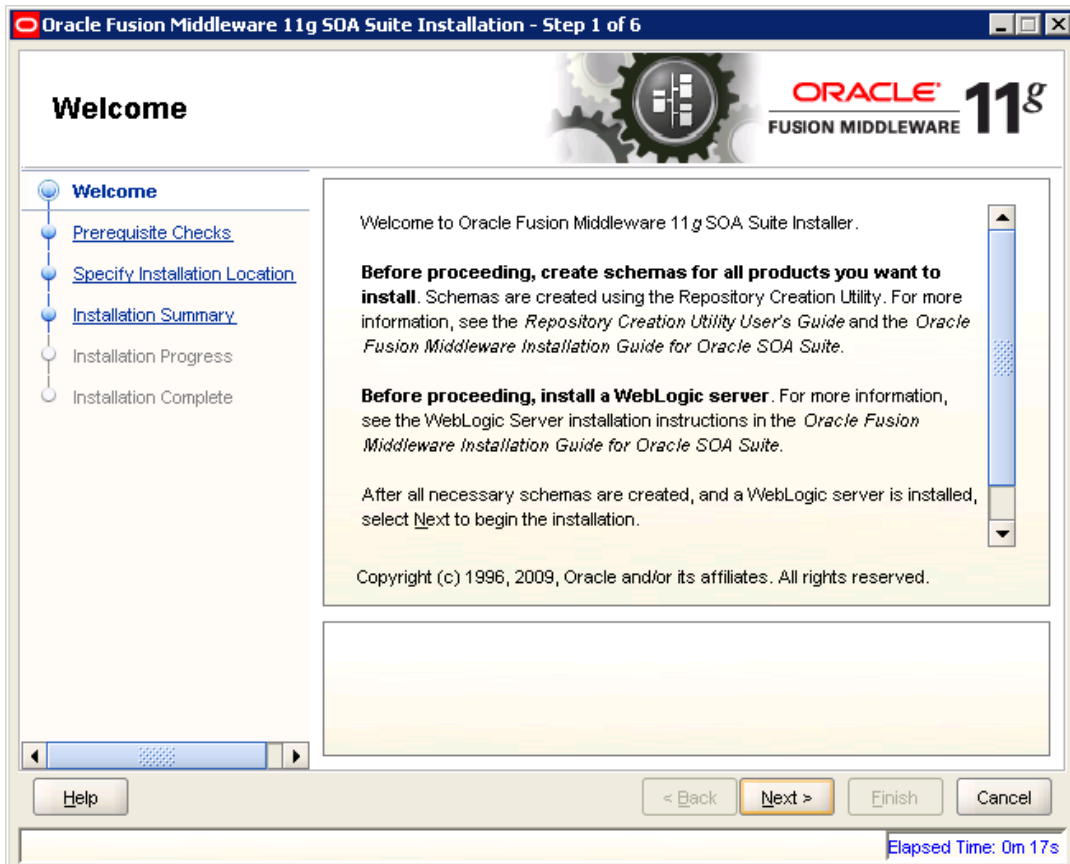 Oracle Fusion Middleware 11g SOA Suite Installation - Step 1 of 6
Welcome
ORACLE
FUSION MIDDLEWARE
11g
Welcome
Prerequisite Checks
Specify Installation Location
Installation Summary
Installation Progress
Installation Complete
Welcome to Oracle Fusion Middleware 11g SOA Suite Installer.
Before proceeding, create schemas for all products you want to
install. Schemas are created using the Repository Creation Utility. For more
information, see the Repository Creation Utility User's Guide and the Oracle
Fusion Middleware Installation Guide for Oracle SOA Suite.
Before proceeding, install a WebLogic server. For more information,
see the WebLogic Server installation instructions in the Oracle Fusion
Middleware Installation Guide for Oracle SOA Suite.
After all necessary schemas are created, and a WebLogic server is installed,
select Next to begin the installation.
Copyright (c) 1996, 2009, Oracle and/or its affiliates. All rights reserved.
Help
< Back
Next >
Finish
Cancel
Elapsed Time: 0m 17s